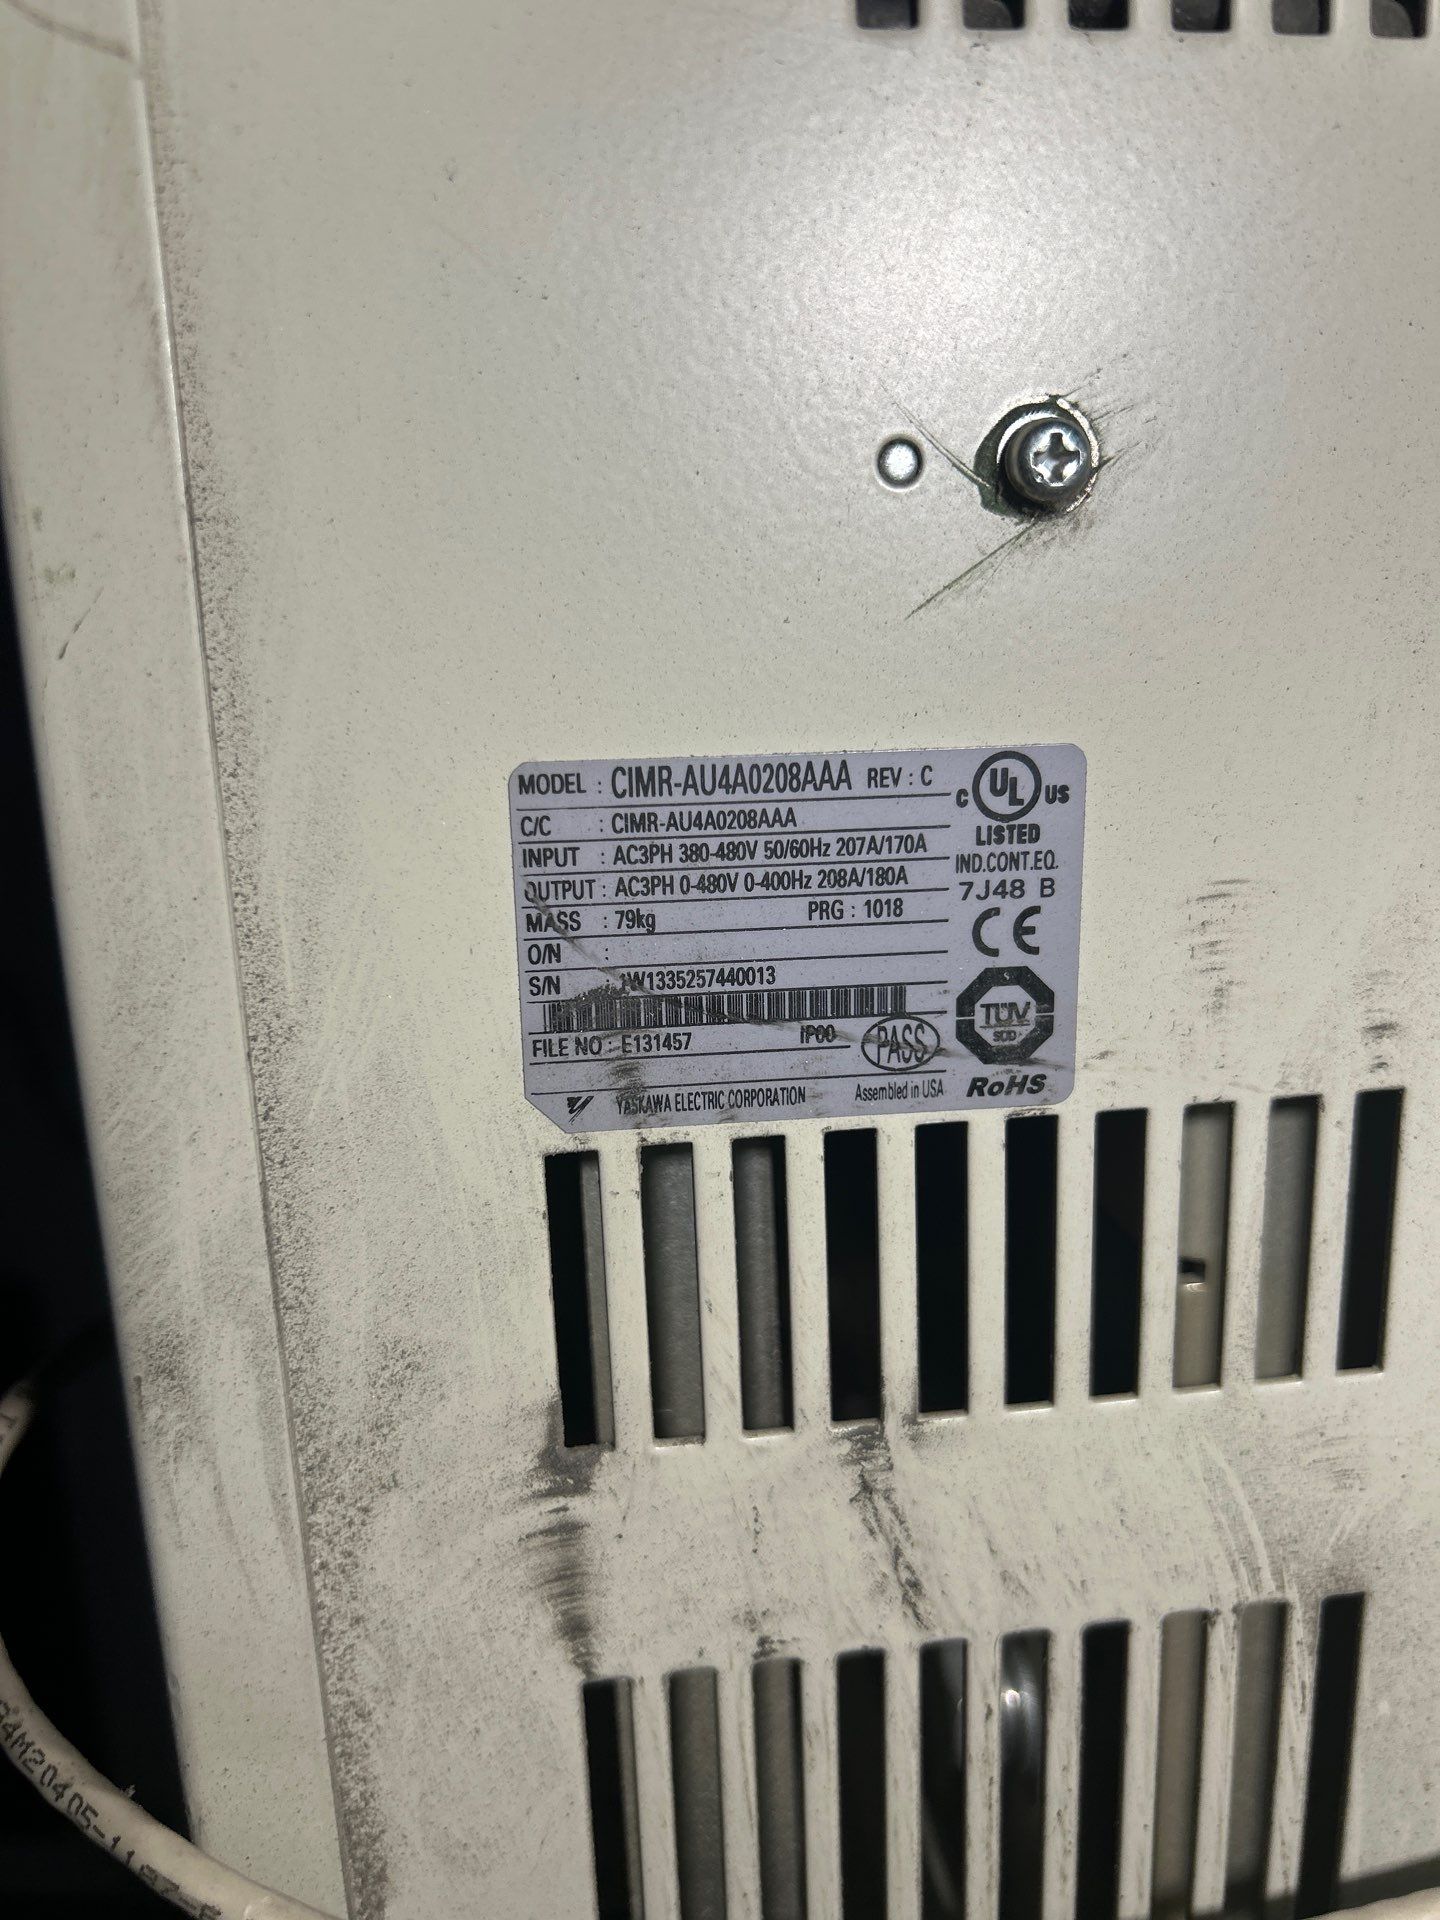 MODEL : CIMR-AU4A0208AAA REV : C
C/C : CIMR-AU4A0208AAA
INPUT : AC3PH 380-480V 50/60Hz 207A/170A
OUTPUT : AC3PH 0-480V 0-400Hz 208A/180A
MASS : 79kg PRG : 1018
O/N :
S/N : 1W1335257440013
FILE NO : E131457 IP00 PASS
YASKAWA ELECTRIC CORPORATION Assembled in USA
C UL US
LISTED
IND.CONT.EQ.
7J48 B
CE
TÜV
SÜD
RoHS